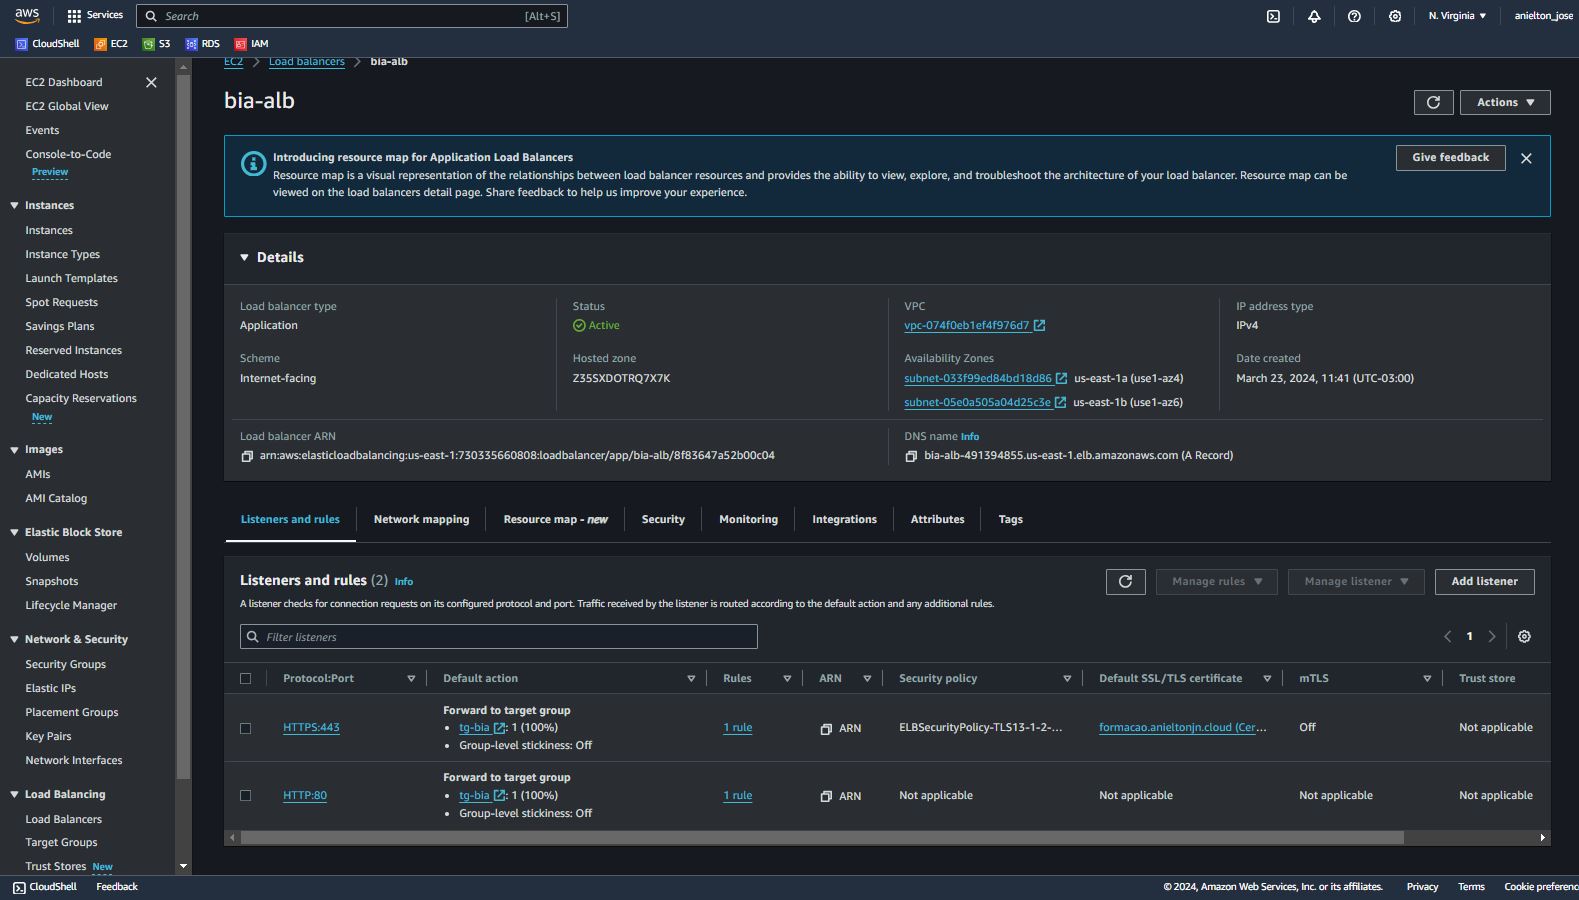 aws
Services
Search
[Alt+S]
N. Virginia
anielton_jose
CloudShell
EC2
S3
RDS
IAM
EC2 Dashboard
EC2 Global View
Events
Console-to-Code
Preview
Instances
Instances
Instance Types
Launch Templates
Spot Requests
Savings Plans
Reserved Instances
Dedicated Hosts
Capacity Reservations
New
Images
AMIs
AMI Catalog
Elastic Block Store
Volumes
Snapshots
Lifecycle Manager
Network & Security
Security Groups
Elastic IPs
Placement Groups
Key Pairs
Network Interfaces
Load Balancing
Load Balancers
Target Groups
Trust Stores New
EC2 > Load balancers > bia-alb
bia-alb
Actions
Introducing resource map for Application Load Balancers
Resource map is a visual representation of the relationships between load balancer resources and provides the ability to view, explore, and troubleshoot the architecture of your load balancer. Resource map can be
viewed on the load balancers detail page. Share feedback to help us improve your experience.
Give feedback
Details
Load balancer type
Application
Status
Active
VPC
vpc-074f0eb1ef4f976d7
IP address type
IPv4
Scheme
Internet-facing
Hosted zone
Z35SXDOTRQ7X7K
Availability Zones
subnet-033f99ed84bd18d86 us-east-1a (use1-az4)
subnet-05e0a505a04d25c3e us-east-1b (use1-az6)
Date created
March 23, 2024, 11:41 (UTC-03:00)
Load balancer ARN
arn:aws:elasticloadbalancing:us-east-1:730335660808:loadbalancer/app/bia-alb/8f83647a52b00c04
DNS name Info
bia-alb-491394855.us-east-1.elb.amazonaws.com (A Record)
Listeners and rules
Network mapping
Resource map - new
Security
Monitoring
Integrations
Attributes
Tags
Listeners and rules (2) Info
Manage rules
Manage listener
Add listener
A listener checks for connection requests on its configured protocol and port. Traffic received by the listener is routed according to the default action and any additional rules.
Filter listeners
1
Protocol:Port
Default action
Rules
ARN
Security policy
Default SSL/TLS certificate
mTLS
Trust store
HTTPS:443
Forward to target group
• tg-bia : 1 (100%)
• Group-level stickiness: Off
1 rule
ARN
ELBSecurityPolicy-TLS13-1-2-...
formacao.anieltonjn.cloud (Cer...
Off
Not applicable
HTTP:80
Forward to target group
• tg-bia : 1 (100%)
• Group-level stickiness: Off
1 rule
ARN
Not applicable
Not applicable
Not applicable
Not applicable
CloudShell
Feedback
© 2024, Amazon Web Services, Inc. or its affiliates.
Privacy
Terms
Cookie preferenc